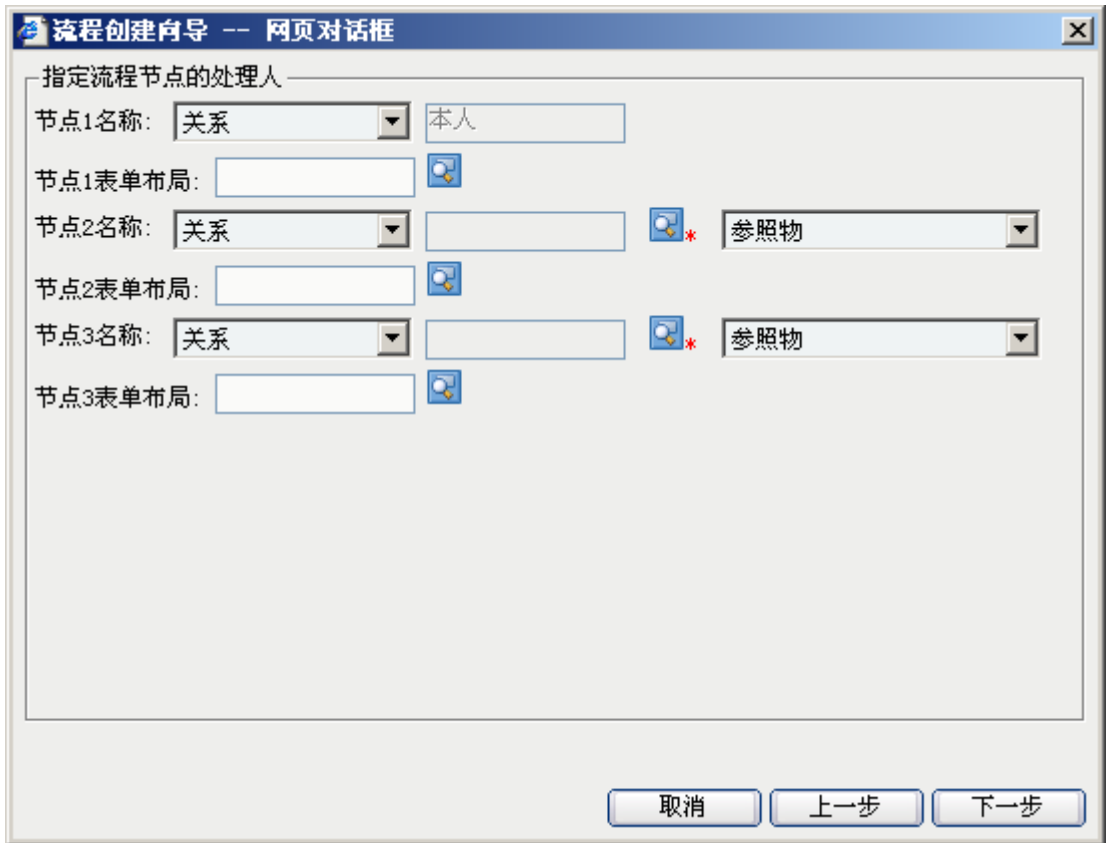 流程创建向导 -- 网页对话框
指定流程节点的处理人
节点1名称: 关系 本人
节点1表单布局:
节点2名称: 关系 * 参照物
节点2表单布局:
节点3名称: 关系 * 参照物
节点3表单布局:
取消 上一步 下一步